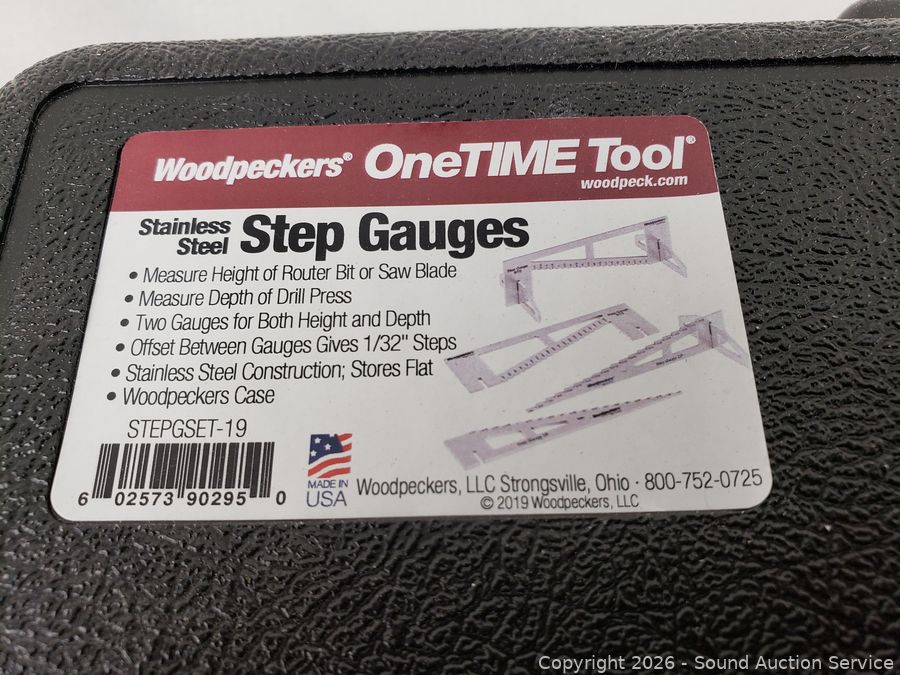 Woodpeckers® OneTIME Tool®
woodpeck.com
Stainless Steel Step Gauges
• Measure Height of Router Bit or Saw Blade
• Measure Depth of Drill Press
• Two Gauges for Both Height and Depth
• Offset Between Gauges Gives 1/32" Steps
• Stainless Steel Construction; Stores Flat
• Woodpeckers Case
STEPGSET-19
6 02573 90295 0
MADE IN
USA
Woodpeckers, LLC Strongsville, Ohio · 800-752-0725
© 2019 Woodpeckers, LLC
Copyright 2026 - Sound Auction Service